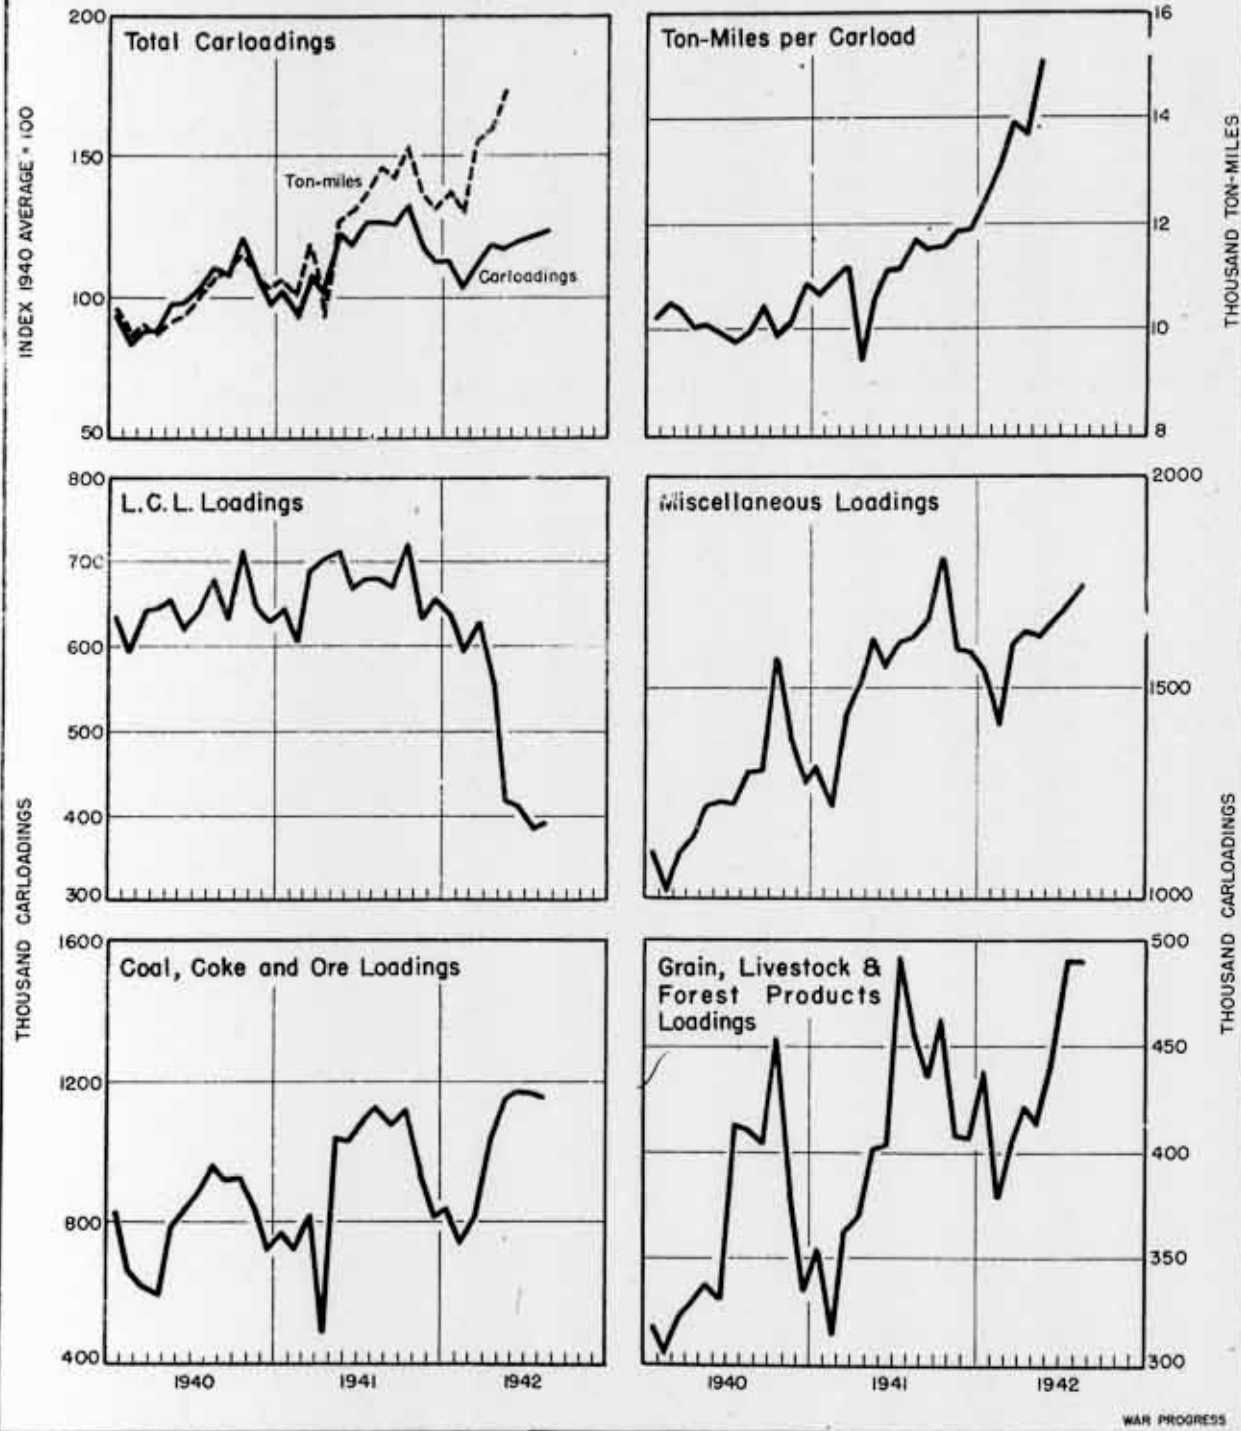 INDEX 1940 AVERAGE = 100
Total Carloadings
200
150
100
50
Ton-miles
Carloadings
Ton-Miles per Carload
16
14
12
10
8
THOUSAND TON-MILES
THOUSAND CARLOADINGS
L.C.L. Loadings
800
700
600
500
400
300
Miscellaneous Loadings
2000
1500
1000
THOUSAND CARLOADINGS
Coal, Coke and Ore Loadings
1600
1200
800
400
1940
1941
1942
Grain, Livestock &
Forest Products
Loadings
500
450
400
350
300
1940
1941
1942
WAR PROGRESS